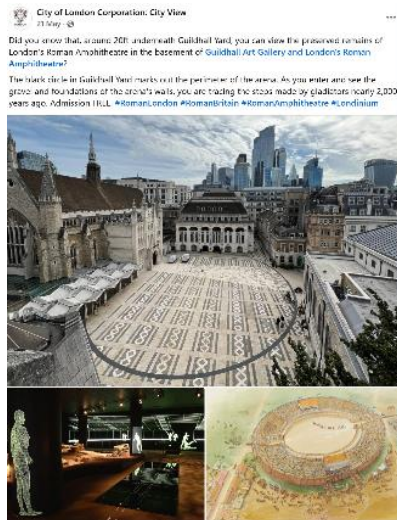 City of London Corporation: City View
21 May ·
Did you know that, around 20ft underneath Guildhall Yard, you can view the preserved remains of
London's Roman Amphitheatre in the basement of Guildhall Art Gallery and London's Roman
Amphitheatre?
The black circle in Guildhall Yard marks out the perimeter of the arena. As you enter and see the
gravel and foundations of the arena's walls, you are tracing the steps made by gladiators nearly 2,000
years ago. Admission FREE #RomanLondon #RomanBritain #RomanAmphitheatre #Londinium